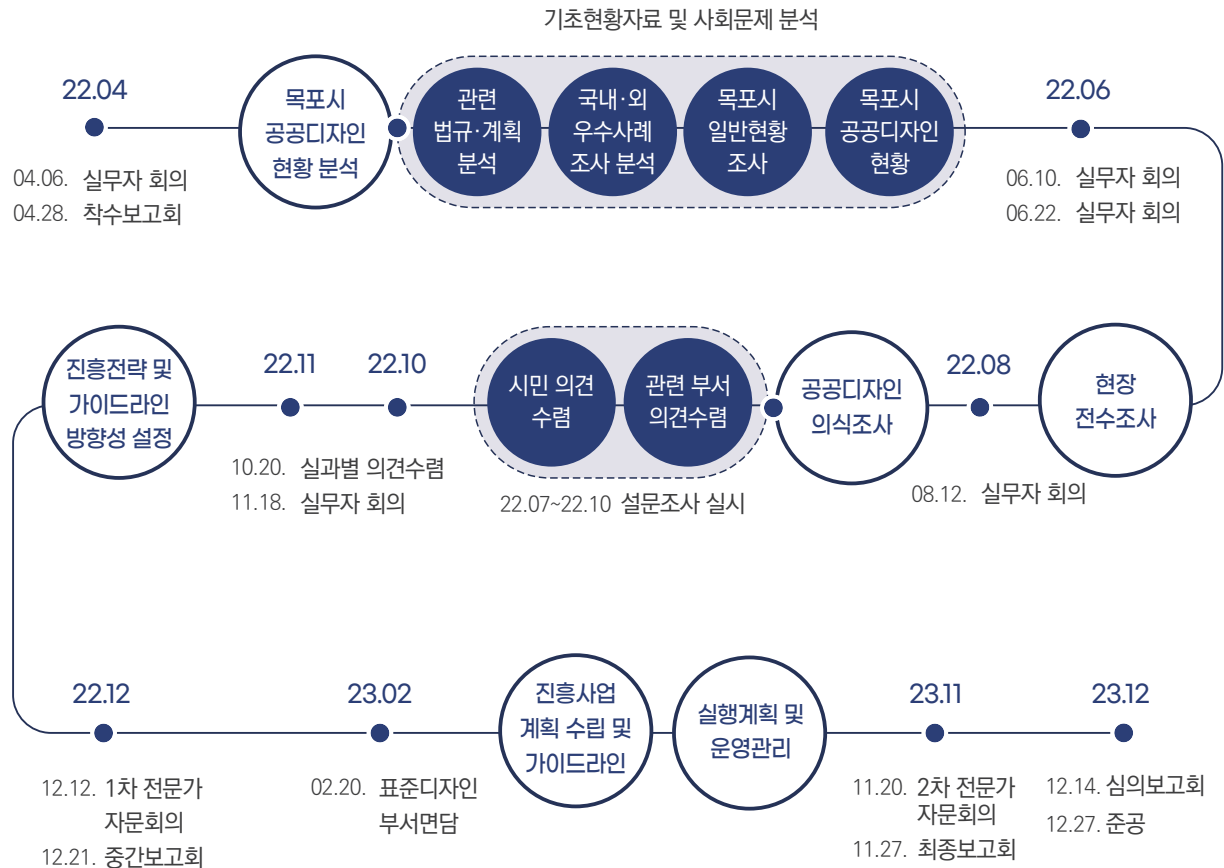 기초현황자료 및 사회문제 분석
22.04
목포시
공공디자인
현황 분석
관련
법규·계획
분석
국내·외
우수사례
조사 분석
목포시
일반현황
조사
목포시
공공디자인
현황
22.06
04.06. 실무자 회의
04.28. 착수보고회
06.10. 실무자 회의
06.22. 실무자 회의
현장
전수조사
22.08
08.12. 실무자 회의
공공디자인
의식조사
관련 부서
의견수렴
시민 의견
수렴
22.07~22.10 설문조사 실시
22.10
22.11
10.20. 실과별 의견수렴
11.18. 실무자 회의
진흥전략 및
가이드라인
방향성 설정
22.12
12.12. 1차 전문가
자문회의
12.21. 중간보고회
23.02
02.20. 표준디자인
부서면담
진흥사업
계획 수립 및
가이드라인
실행계획 및
운영관리
23.11
11.20. 2차 전문가
자문회의
11.27. 최종보고회
23.12
12.14. 심의보고회
12.27. 준공